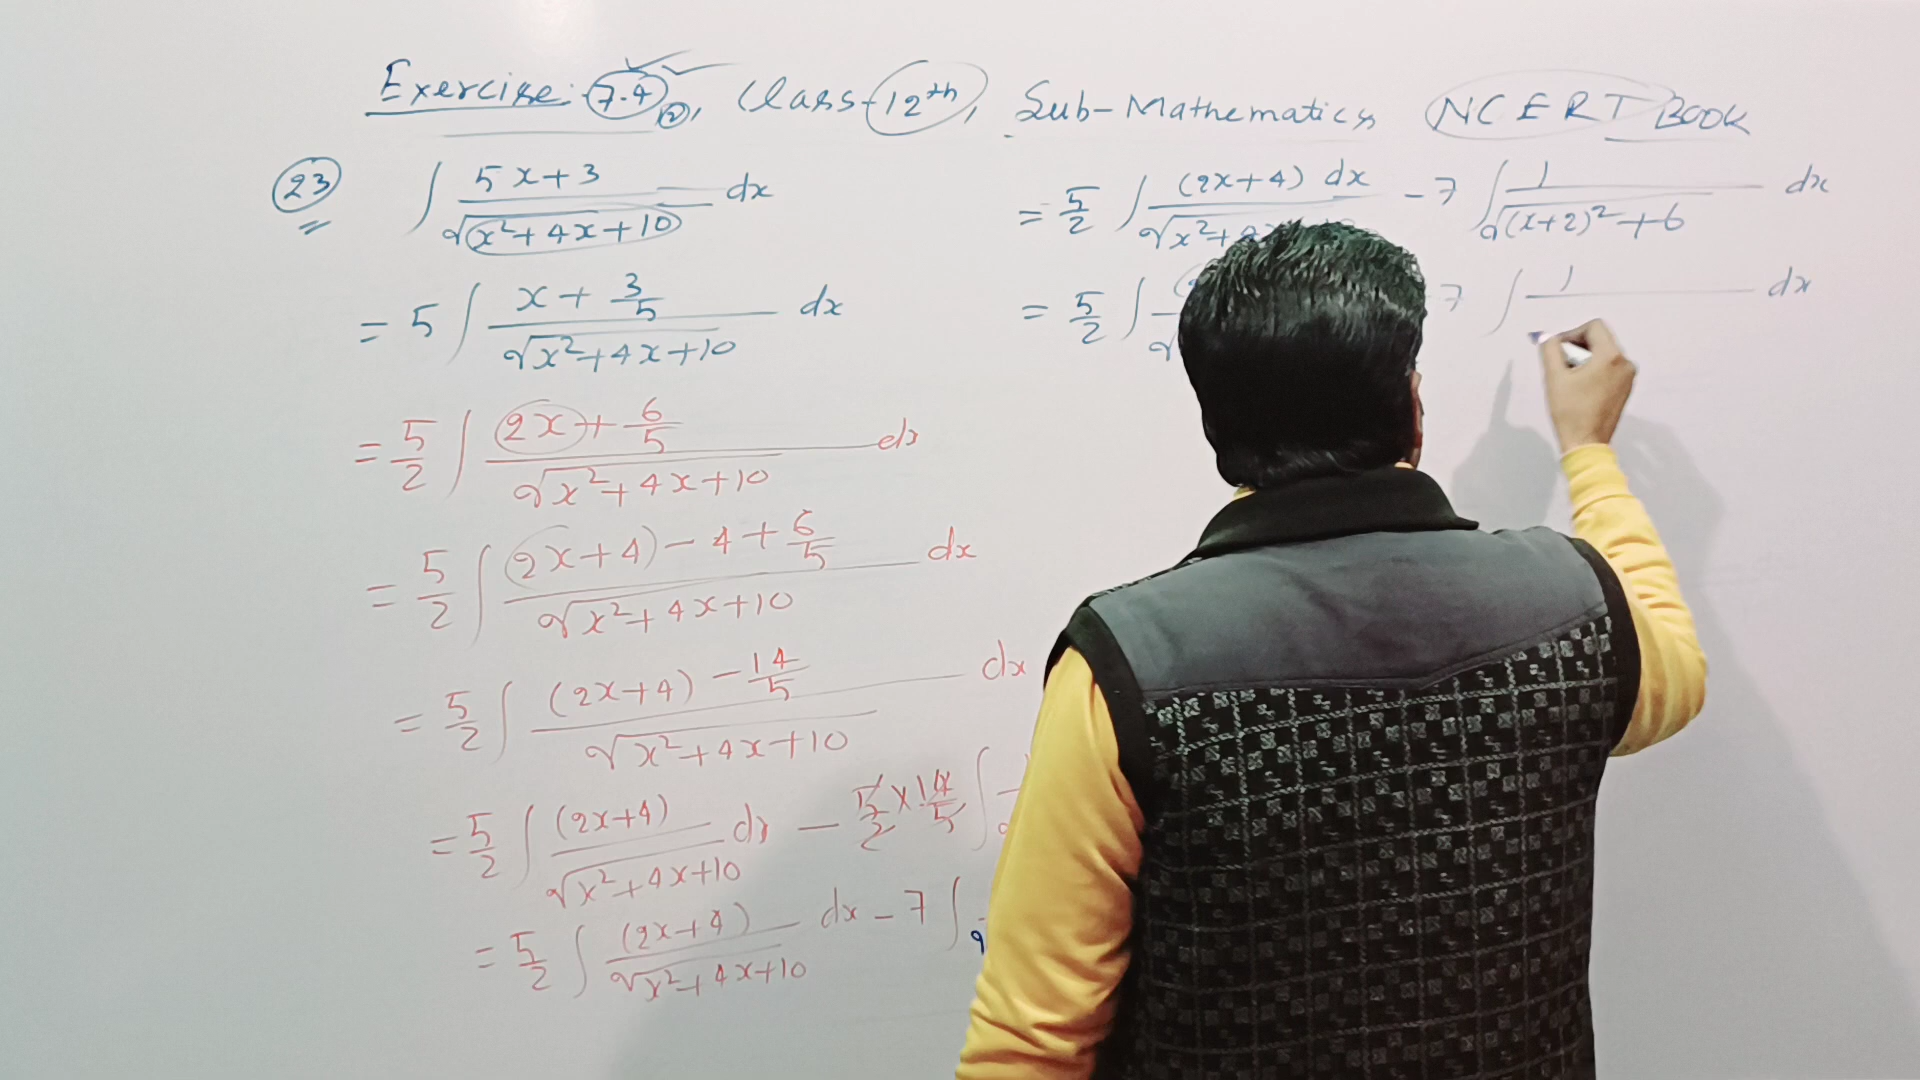 Exercise: 7.4 (2), Class-12th, Sub-Mathematics NCERT BOOK
(23) ∫ (5x+3)/√(x²+4x+10) dx
= 5 ∫ (x + 3/5)/√(x²+4x+10) dx
= 5/2 ∫ (2x + 6/5)/√(x²+4x+10) dx
= 5/2 ∫ ((2x+4) - 4 + 6/5)/√(x²+4x+10) dx
= 5/2 ∫ ((2x+4) - 14/5)/√(x²+4x+10) dx
= 5/2 ∫ (2x+4)/√(x²+4x+10) dx - 5/2 × 14/5 ∫
= 5/2 ∫ (2x+4)/√(x²+4x+10) dx - 7 ∫
= 5/2 ∫ (2x+4) dx/√(x²+ - 7 ∫ 1/√((x+2)²+6) dx
= 5/2 ∫ - 7 ∫ 1/ dx